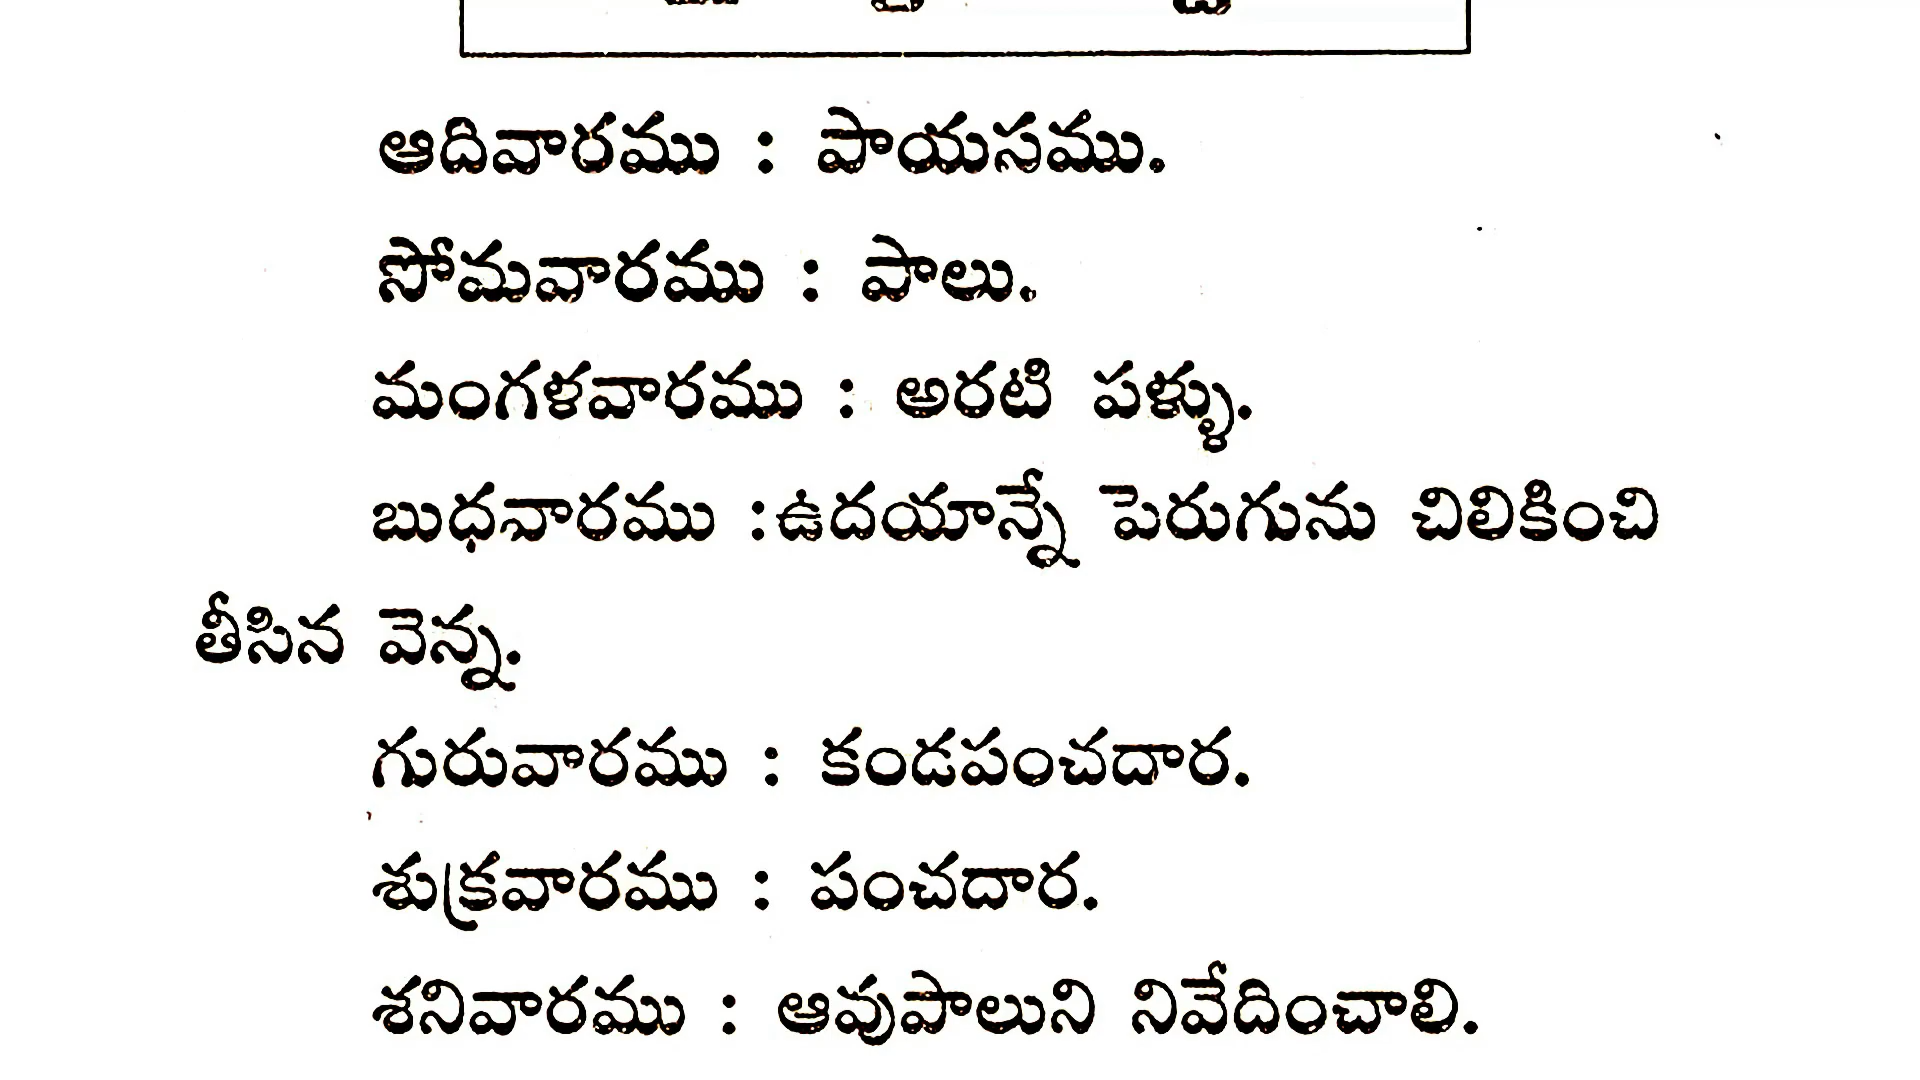 ఆదివారము : పాయసము.
సోమవారము : పాలు.
మంగళవారము : అరటి పళ్ళు.
బుధవారము :ఉదయాన్నే పెరుగును చిలికించి
తీసిన వెన్న.
గురువారము : కండపంచదార.
శుక్రవారము : పంచదార.
శనివారము : ఆవుపాలుని నివేదించాలి.